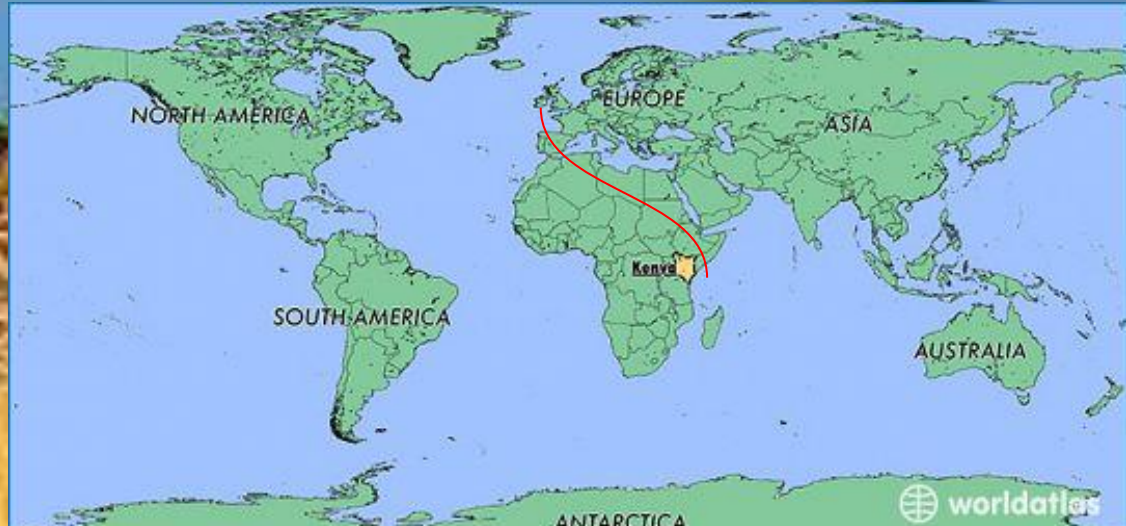 NORTH AMERICA
EUROPE
ASIA
Kenya
SOUTH AMERICA
AUSTRALIA
worldatlas
ANTARCTICA